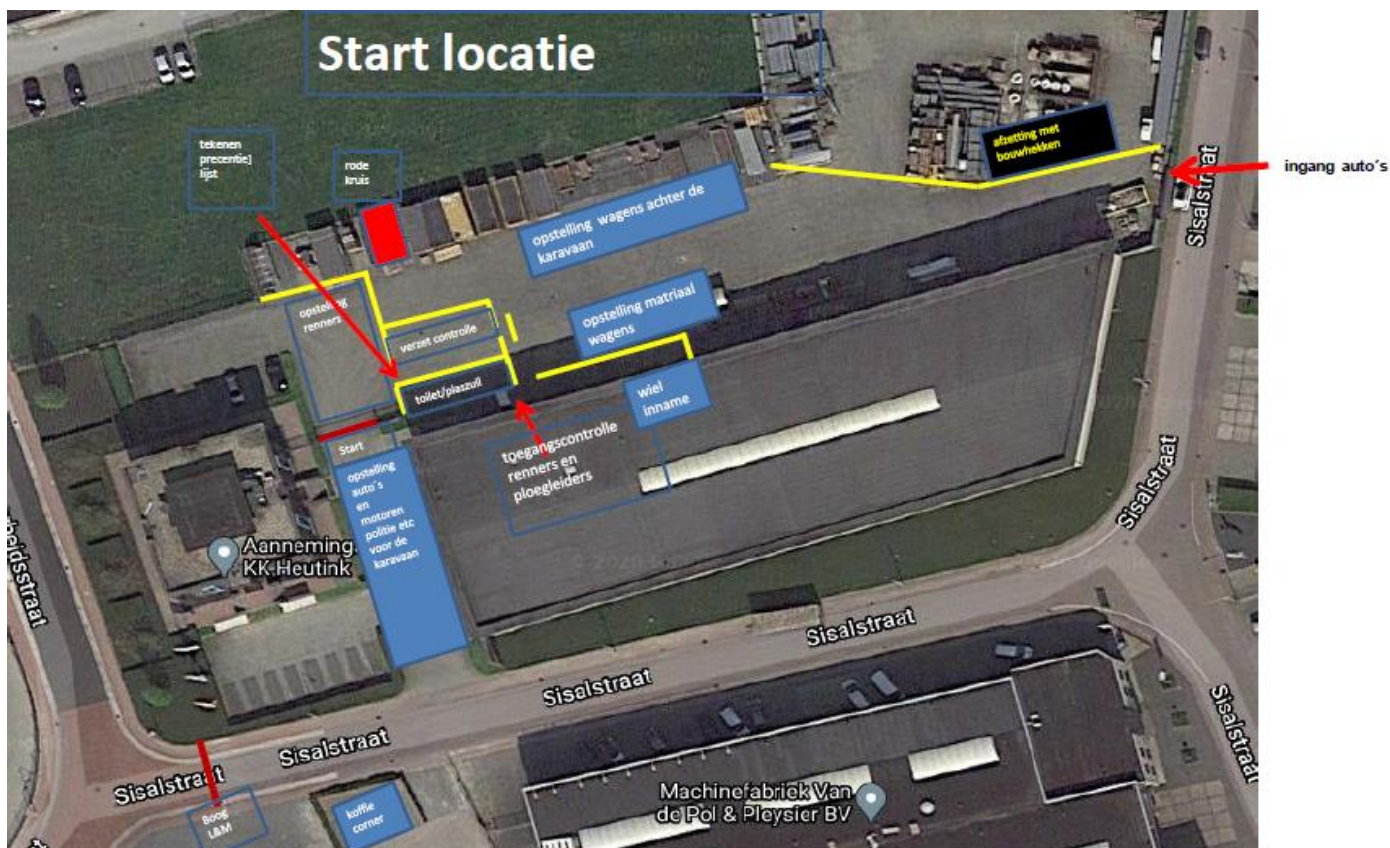 Start locatie
tekenen
precentie]
lijst
rode
kruis
afzetting met
bouwhekken
ingang auto´s
Sisalstraat
opstelling wagens achter de
karavaan
opstelling
renners
verzet controlle
opstelling matriaal
wagens
toilet/plaszuil
wiel
inname
Start
toegangscontrolle
renners en
ploegleiders
opstelling
auto´s
en
motoren
politie etc
voor de
karavaan
Aanneming.
KK Heutink
beidsstraat
Sisalstraat
Sisalstraat
Sisalstraat
Sisalstraat
Sisalstraat
Sisalstraat
Boog
L&M
koffie
corner
Machinefabriek Van
de Pol & Pleysier BV